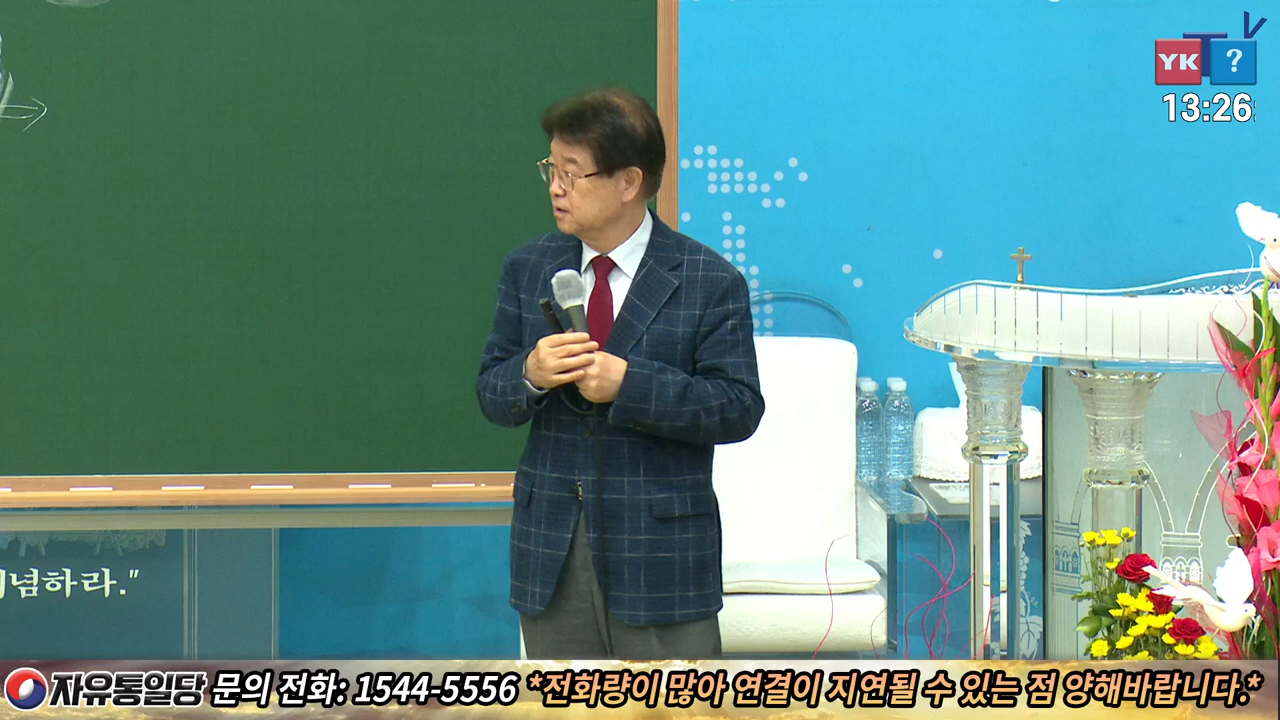 YK TV ?
13:26
념하라."
자유통일당 문의 전화: 1544-5556 *전화량이 많아 연결이 지연될 수 있는 점 양해바랍니다.*